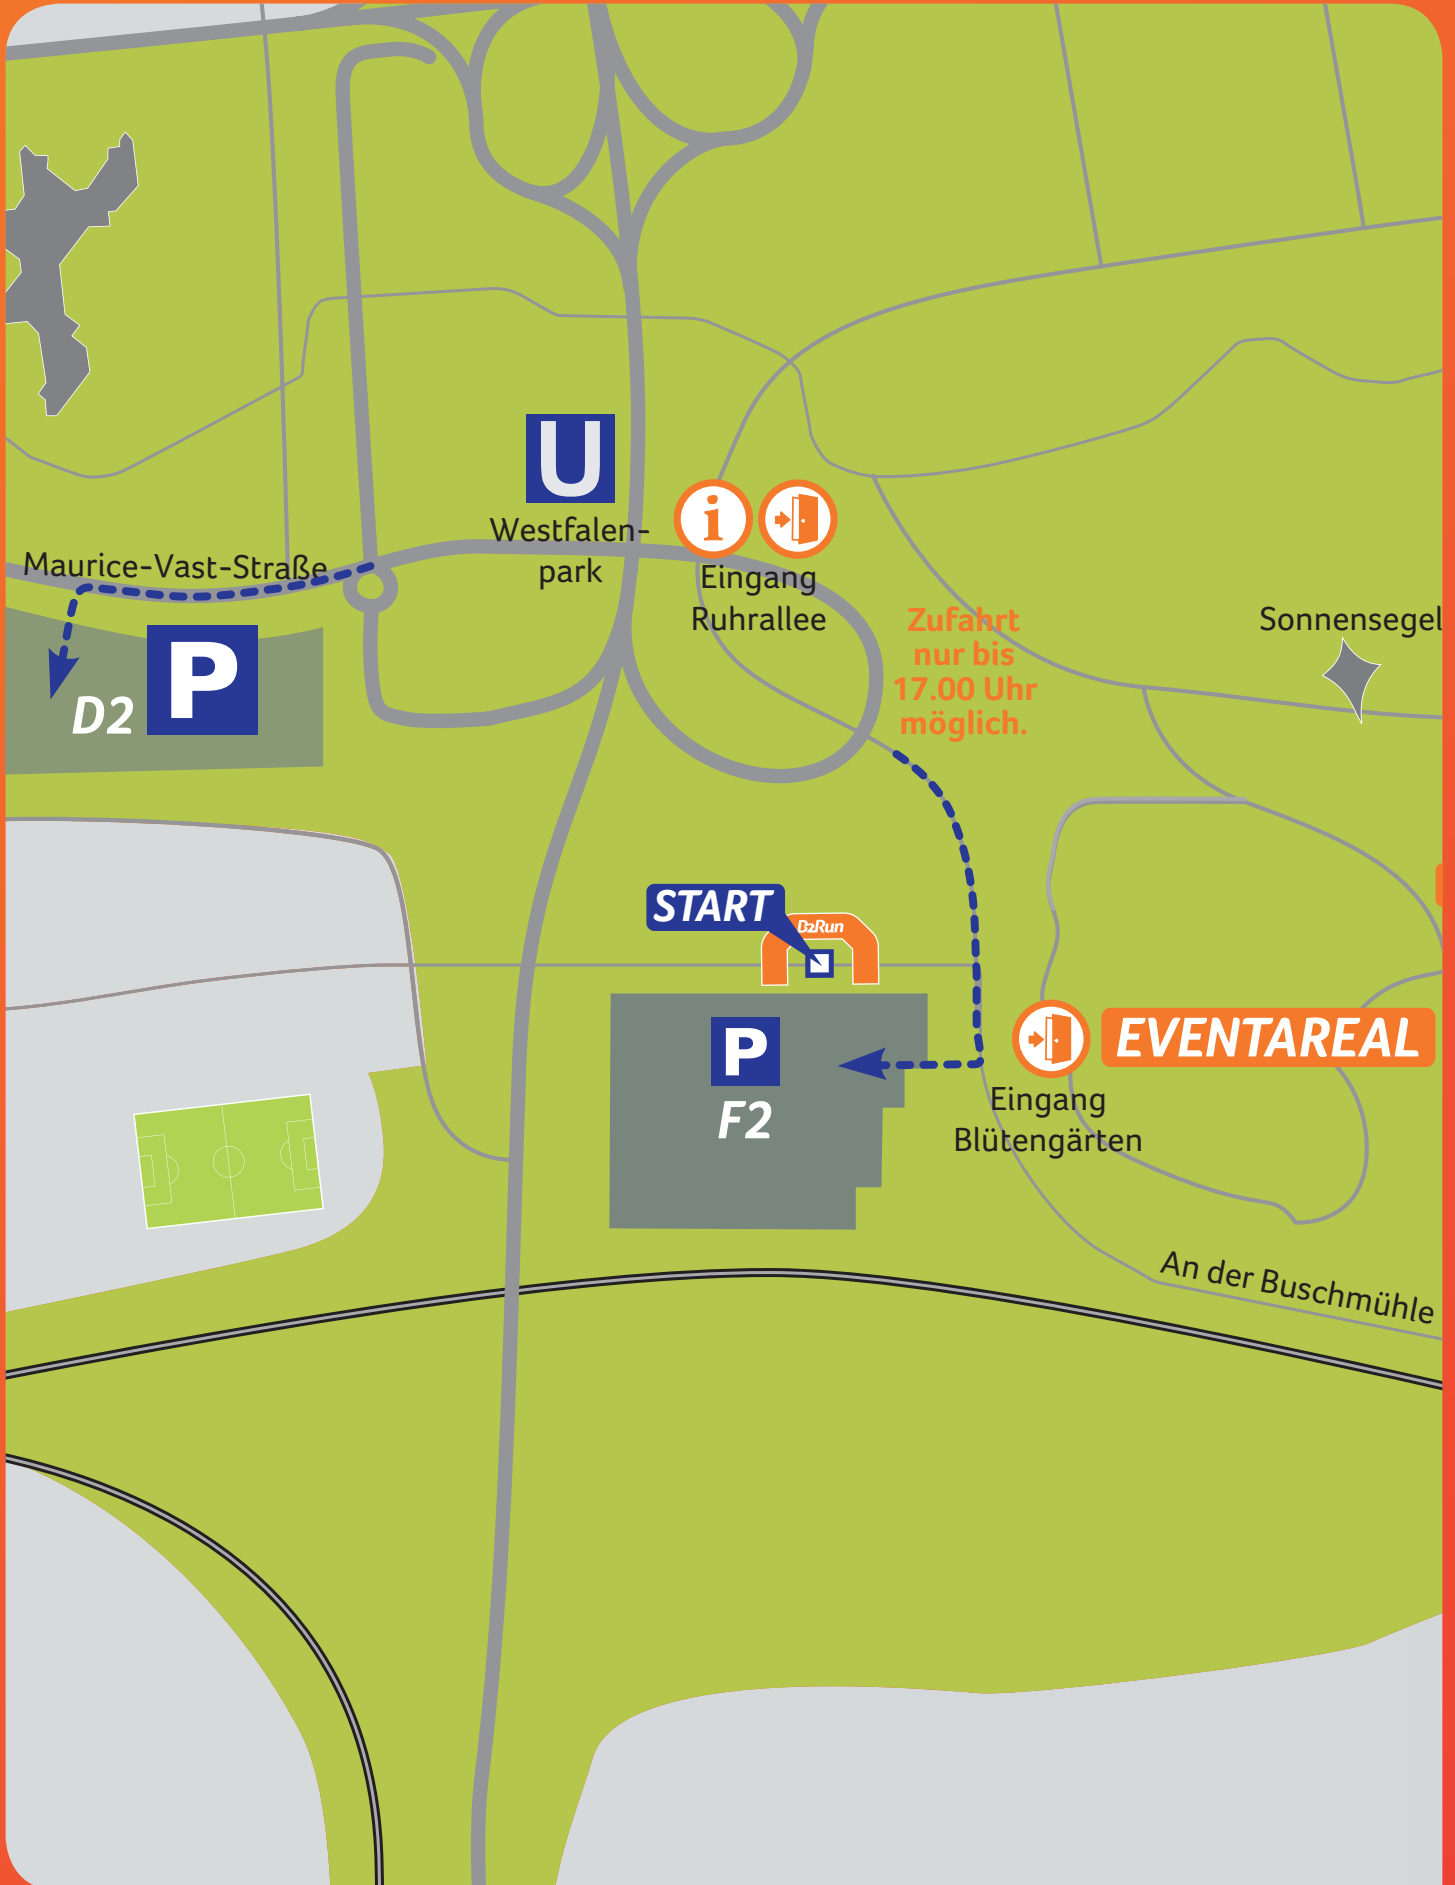 U
Westfalen-
park
Maurice-Vast-Straße
i
Eingang
Ruhrallee
Zufahrt
nur bis
17.00 Uhr
möglich.
Sonnensegel
D2 P
START
B2Run
P
F2
EVENTAREAL
Eingang
Blütengärten
An der Buschmühle